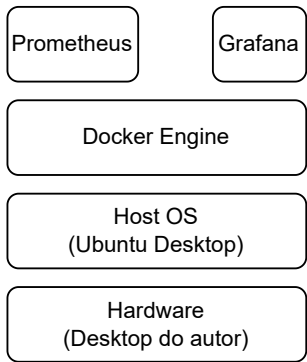 Prometheus
Grafana
Docker Engine
Host OS
(Ubuntu Desktop)
Hardware
(Desktop do autor)